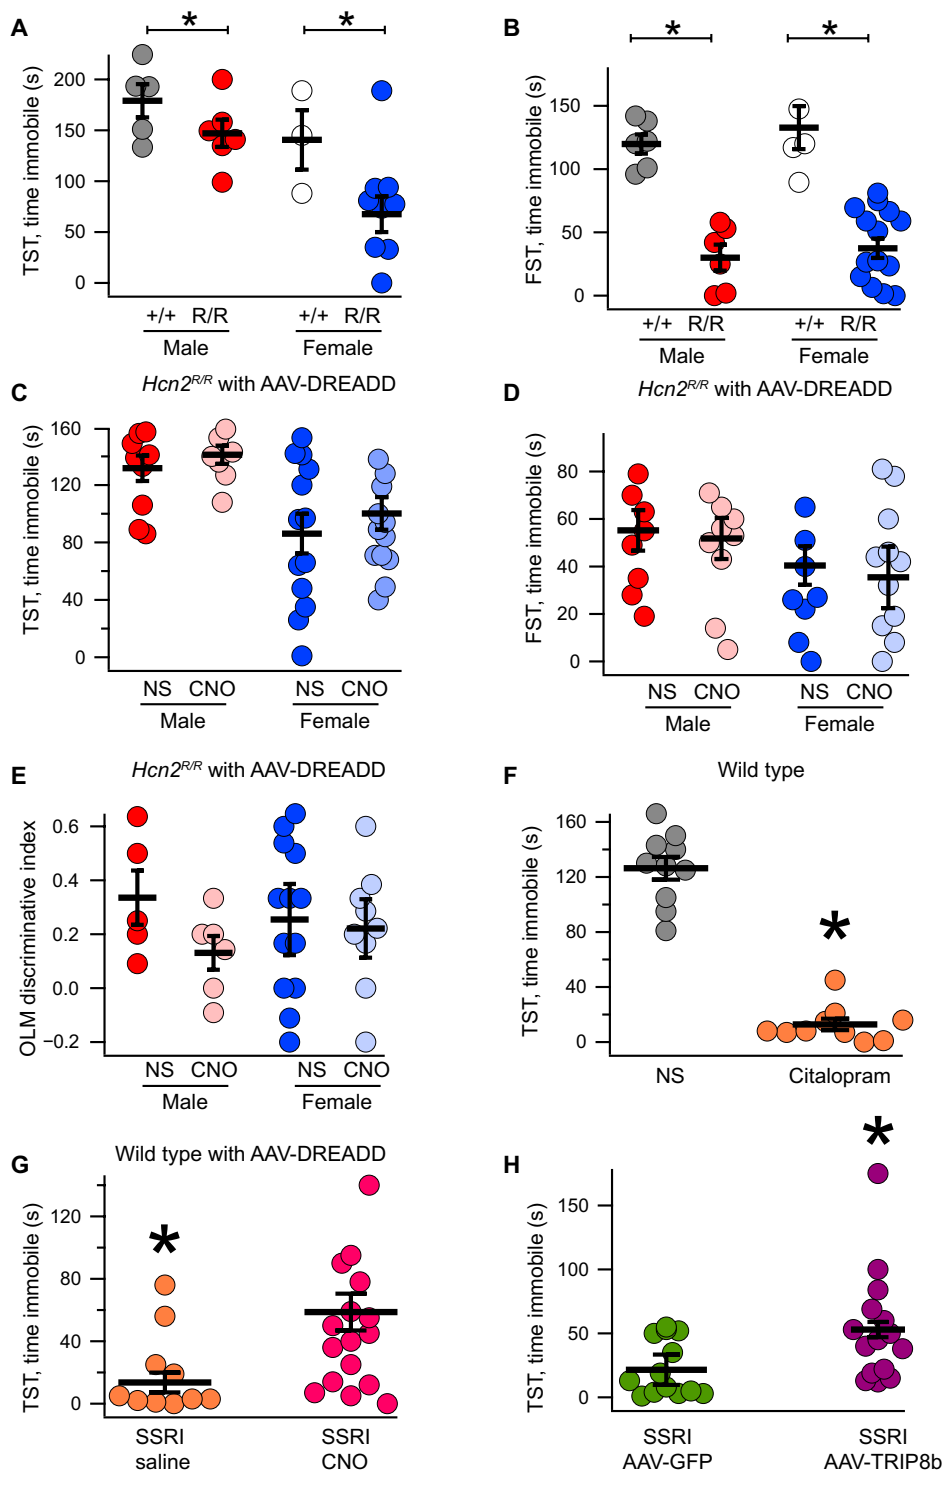 A
*
*
TST, time immobile (s)
200
150
100
50
0
+/+ R/R +/+ R/R
Male Female
B
*
*
FST, time immobile (s)
150
100
50
0
+/+ R/R +/+ R/R
Male Female
C
Hcn2R/R with AAV-DREADD
TST, time immobile (s)
160
120
80
40
0
NS CNO NS CNO
Male Female
D
Hcn2R/R with AAV-DREADD
FST, time immobile (s)
80
60
40
20
0
NS CNO NS CNO
Male Female
E
Hcn2R/R with AAV-DREADD
OLM discriminative index
0.6
0.4
0.2
0.0
−0.2
NS CNO NS CNO
Male Female
F
Wild type
TST, time immobile (s)
160
120
80
40
0
*
NS Citalopram
G
Wild type with AAV-DREADD
TST, time immobile (s)
120
80
40
0
*
SSRI SSRI
saline CNO
H
*
TST, time immobile (s)
150
100
50
0
SSRI SSRI
AAV-GFP AAV-TRIP8b